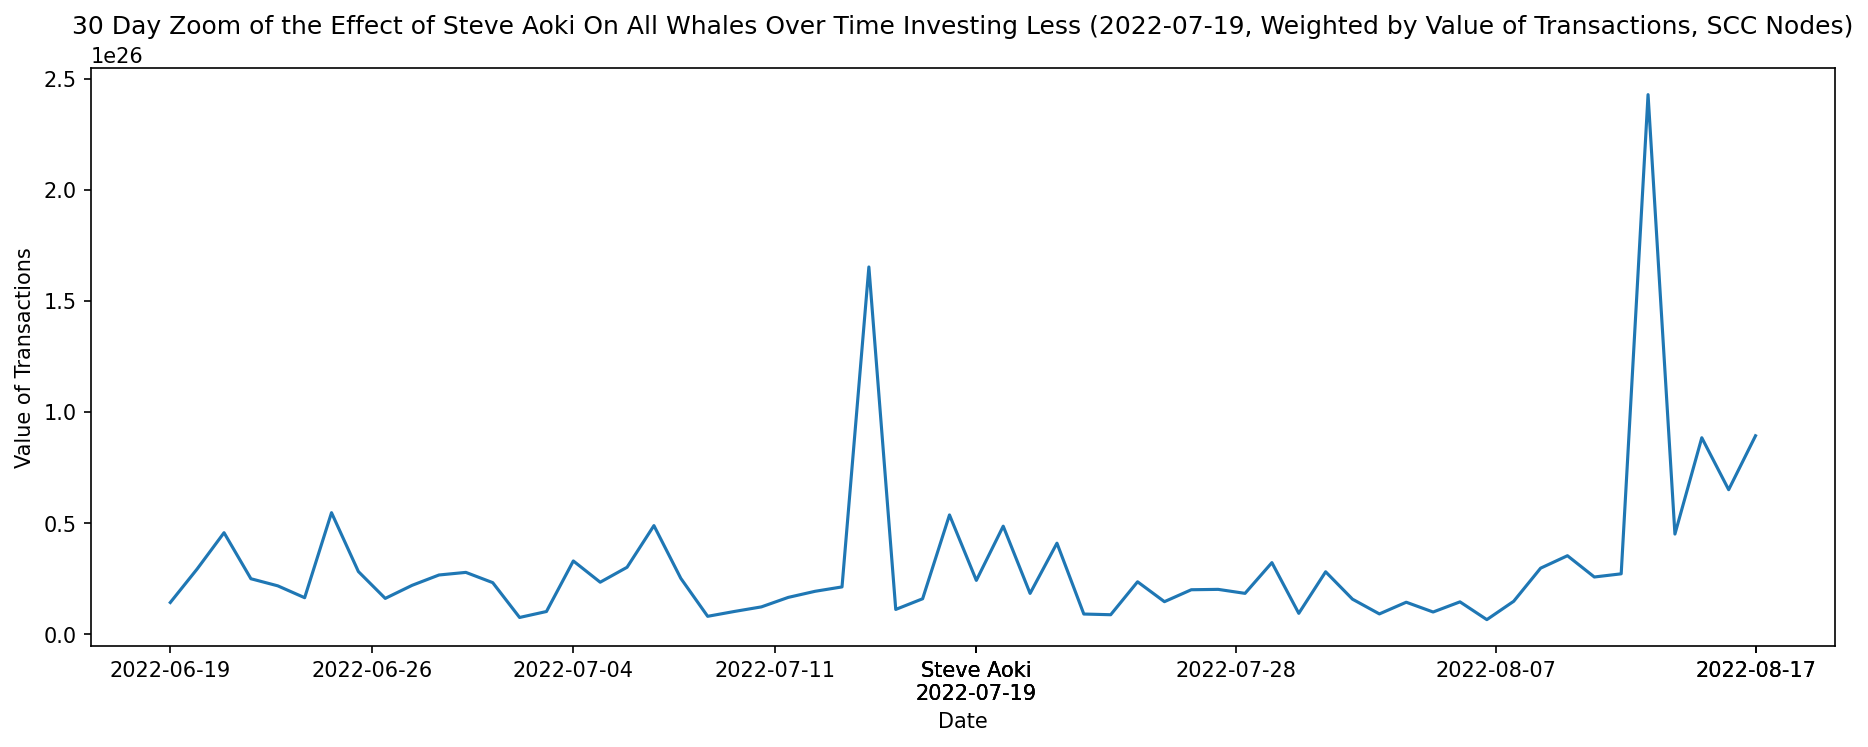 30 Day Zoom of the Effect of Steve Aoki On All Whales Over Time Investing Less (2022-07-19, Weighted by Value of Transactions, SCC Nodes)
1e26
2.5
2.0
1.5
1.0
0.5
0.0
Value of Transactions
2022-06-19 2022-06-26 2022-07-04 2022-07-11 Steve Aoki 2022-07-28 2022-08-07 2022-08-17
2022-07-19
Date